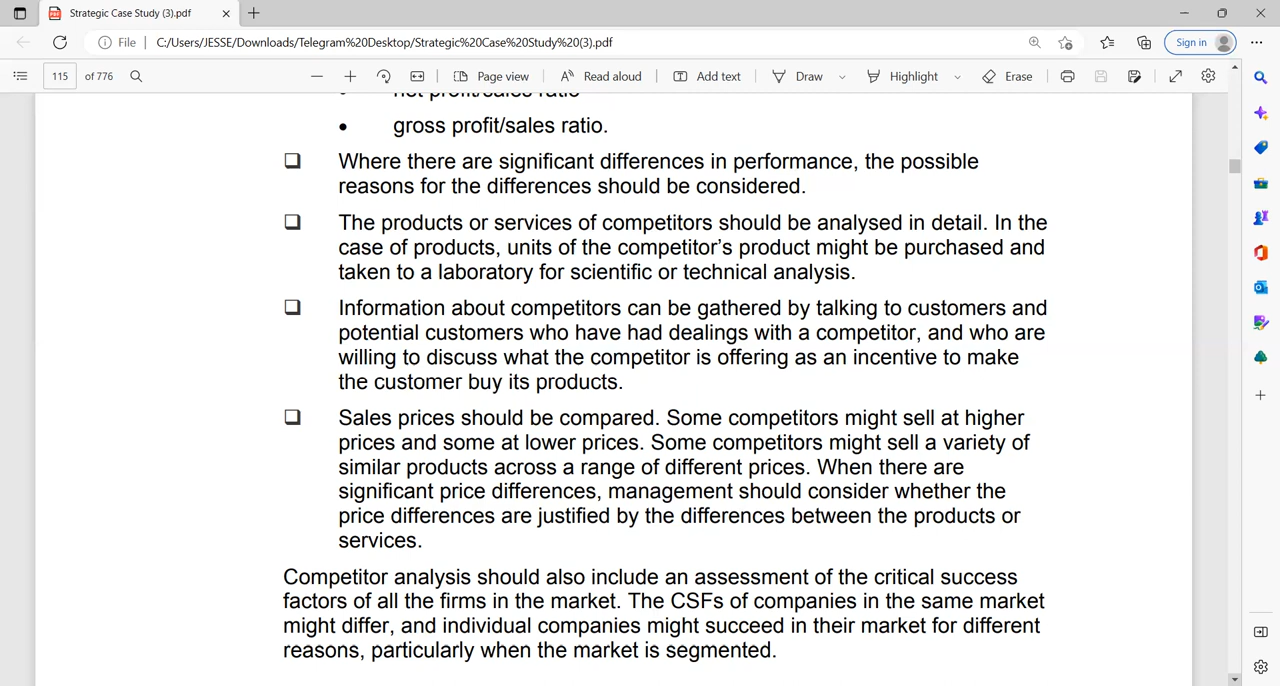 Strategic Case Study (3).pdf
File
C:/Users/JESSE/Downloads/Telegram%20Desktop/Strategic%20Case%20Study%20(3).pdf
Sign in
115 of 776
Page view
Read aloud
Add text
Draw
Highlight
Erase
net profit/sales ratio
• gross profit/sales ratio.
Where there are significant differences in performance, the possible
reasons for the differences should be considered.
The products or services of competitors should be analysed in detail. In the
case of products, units of the competitor's product might be purchased and
taken to a laboratory for scientific or technical analysis.
Information about competitors can be gathered by talking to customers and
potential customers who have had dealings with a competitor, and who are
willing to discuss what the competitor is offering as an incentive to make
the customer buy its products.
Sales prices should be compared. Some competitors might sell at higher
prices and some at lower prices. Some competitors might sell a variety of
similar products across a range of different prices. When there are
significant price differences, management should consider whether the
price differences are justified by the differences between the products or
services.
Competitor analysis should also include an assessment of the critical success
factors of all the firms in the market. The CSFs of companies in the same market
might differ, and individual companies might succeed in their market for different
reasons, particularly when the market is segmented.